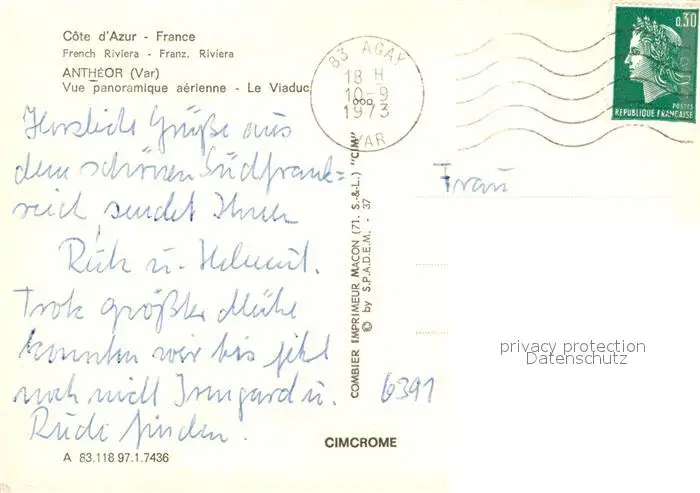 Côte d'Azur - France
French Riviera - Franz. Riviera
ANTHÉOR (Var)
Vue panoramique aérienne - Le Viaduc
83 AGAY
18 H
10-9
1973
VAR
0,30
POSTES
REPUBLIQUE FRANÇAISE
Herzliche Grüße aus
dem schönen Südfrank=
reich sendet Ihnen
u. Helmut.
Trotz größter Mühe
konnten wir bis jetzt
noch nicht Irmgard u.
Rudi finden.
Frau
6391
COMBIER IMPRIMEUR MACON (71. S.-&-L.) "CIM"
© by S.P.A.D.E.M. - 37
privacy protection
Datenschutz
CIMCROME
A 83.118 97.1.7436